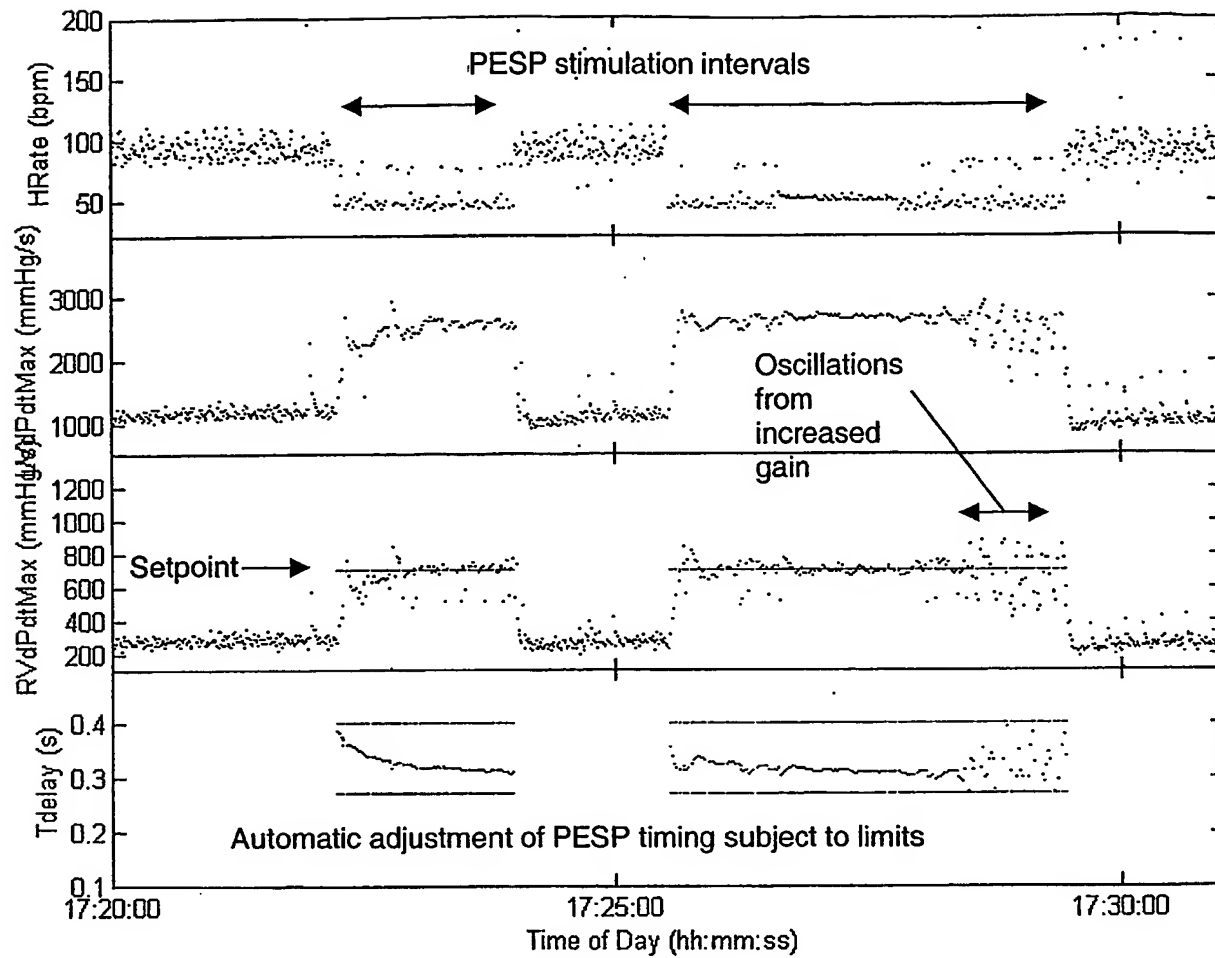 200
150
100
50
HRate (bpm)
PESP stimulation intervals
3000
2000
1000
LVdPdtMax (mmHg/s)
Oscillations
from
increased
gain
1200
1000
800
600
400
200
RVdPdtMax (mmHg/s)
Setpoint
0.4
0.3
0.2
0.1
Tdelay (s)
Automatic adjustment of PESP timing subject to limits
17:20:00
17:25:00
17:30:00
Time of Day (hh:mm:ss)